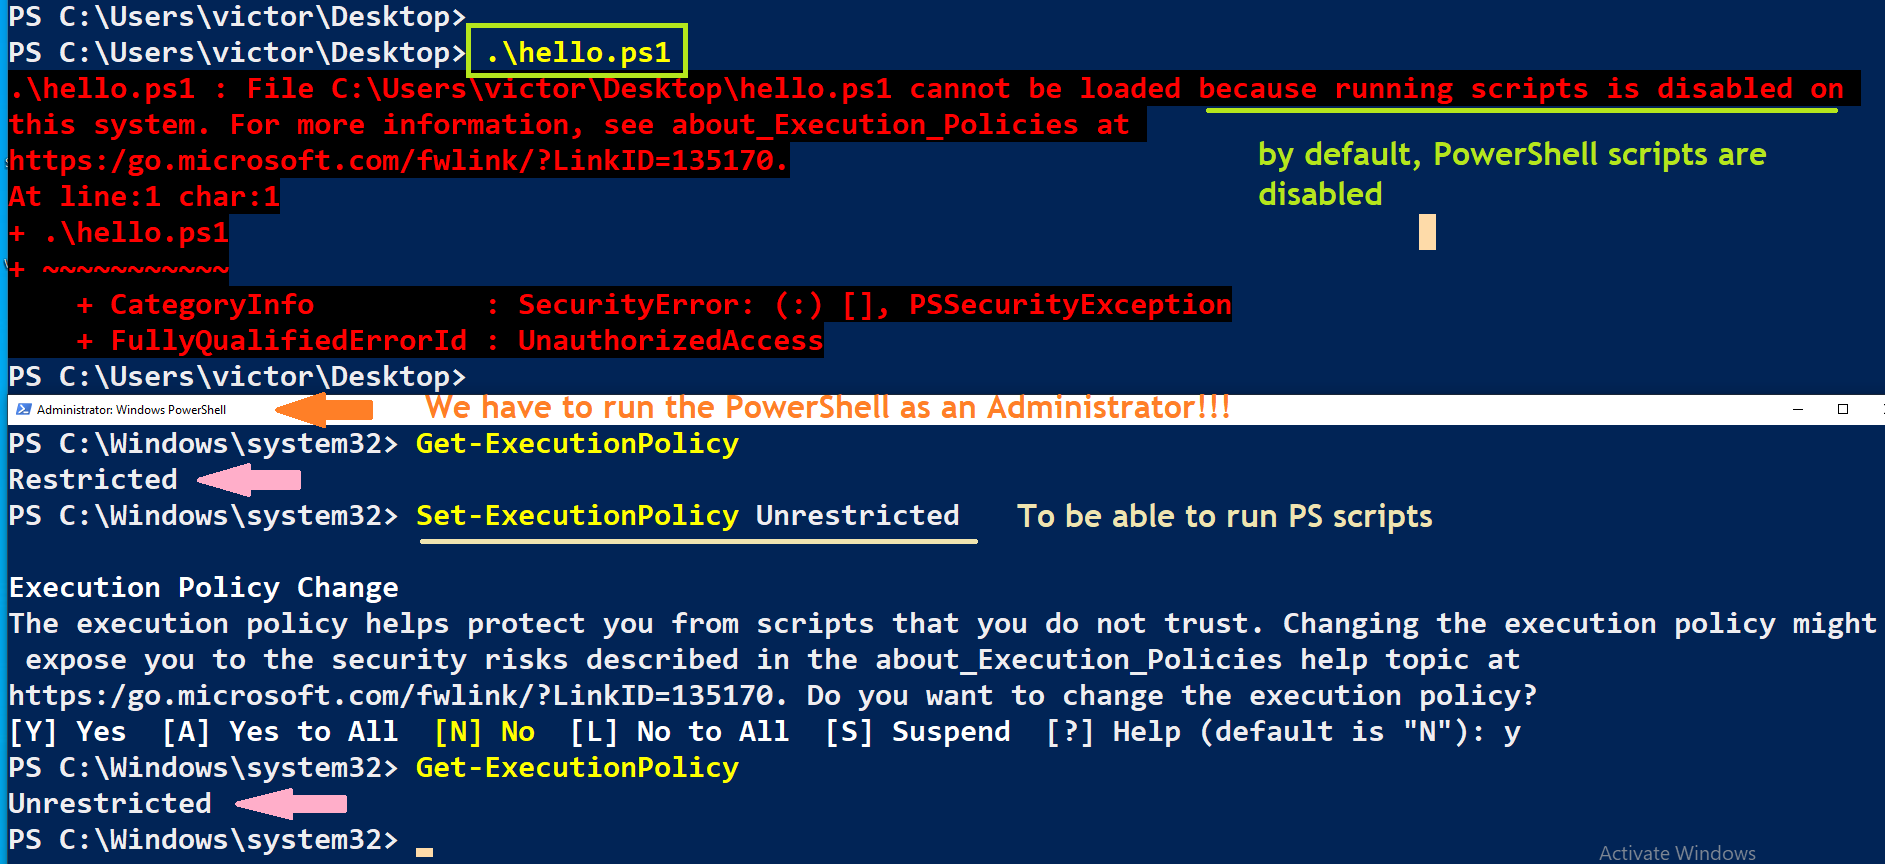 PS C:\Users\victor\Desktop>
PS C:\Users\victor\Desktop> .\hello.ps1
.\hello.ps1 : File C:\Users\victor\Desktop\hello.ps1 cannot be loaded because running scripts is disabled on
this system. For more information, see about_Execution_Policies at
https:/go.microsoft.com/fwlink/?LinkID=135170.
by default, PowerShell scripts are
disabled
At line:1 char:1
+ .\hello.ps1
+ ~~~~~~~~~~~
    + CategoryInfo          : SecurityError: (:) [], PSSecurityException
    + FullyQualifiedErrorId : UnauthorizedAccess
PS C:\Users\victor\Desktop>
Administrator: Windows PowerShell
We have to run the PowerShell as an Administrator!!!
PS C:\Windows\system32> Get-ExecutionPolicy
Restricted
PS C:\Windows\system32> Set-ExecutionPolicy Unrestricted
To be able to run PS scripts
Execution Policy Change
The execution policy helps protect you from scripts that you do not trust. Changing the execution policy might
 expose you to the security risks described in the about_Execution_Policies help topic at
https:/go.microsoft.com/fwlink/?LinkID=135170. Do you want to change the execution policy?
[Y] Yes  [A] Yes to All  [N] No  [L] No to All  [S] Suspend  [?] Help (default is "N"): y
PS C:\Windows\system32> Get-ExecutionPolicy
Unrestricted
PS C:\Windows\system32>
Activate Windows